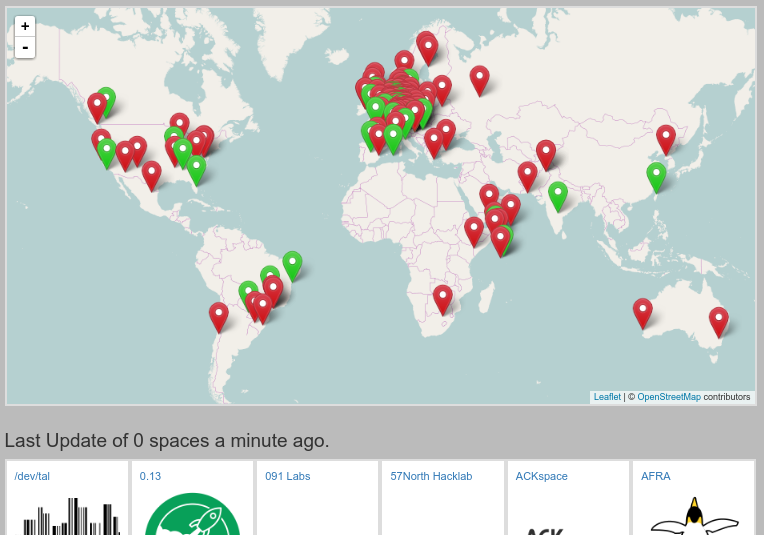 +
-
Leaflet | © OpenStreetMap contributors
Last Update of 0 spaces a minute ago.
/dev/tal
0.13
091 Labs
57North Hacklab
ACKspace
AFRA
ACK